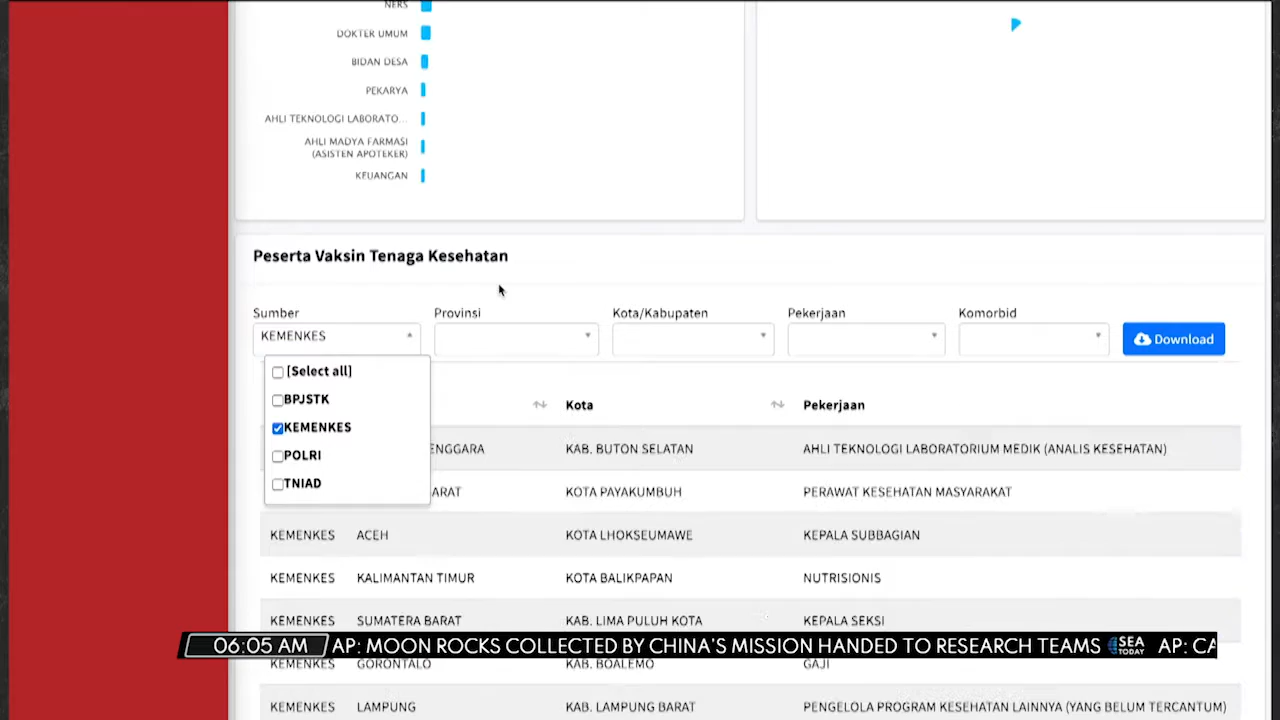 NERS
DOKTER UMUM
BIDAN DESA
PEKARYA
AHLI TEKNOLOGI LABORATO...
AHLI MADYA FARMASI
(ASISTEN APOTEKER)
KEUANGAN
Peserta Vaksin Tenaga Kesehatan
Sumber Provinsi Kota/Kabupaten Pekerjaan Komorbid
KEMENKES Download
[Select all]
BPJSTK
KEMENKES
POLRI
TNIAD
Kota Pekerjaan
ENGGARA KAB. BUTON SELATAN AHLI TEKNOLOGI LABORATORIUM MEDIK (ANALIS KESEHATAN)
ARAT KOTA PAYAKUMBUH PERAWAT KESEHATAN MASYARAKAT
KEMENKES ACEH KOTA LHOKSEUMAWE KEPALA SUBBAGIAN
KEMENKES KALIMANTAN TIMUR KOTA BALIKPAPAN NUTRISIONIS
KEMENKES SUMATERA BARAT KAB. LIMA PULUH KOTA KEPALA SEKSI
06:05 AM AP: MOON ROCKS COLLECTED BY CHINA'S MISSION HANDED TO RESEARCH TEAMS SEA TODAY AP: CA
KEMENKES GORONTALO KAB. BOALEMO GAJI
KEMENKES LAMPUNG KAB. LAMPUNG BARAT PENGELOLA PROGRAM KESEHATAN LAINNYA (YANG BELUM TERCANTUM)